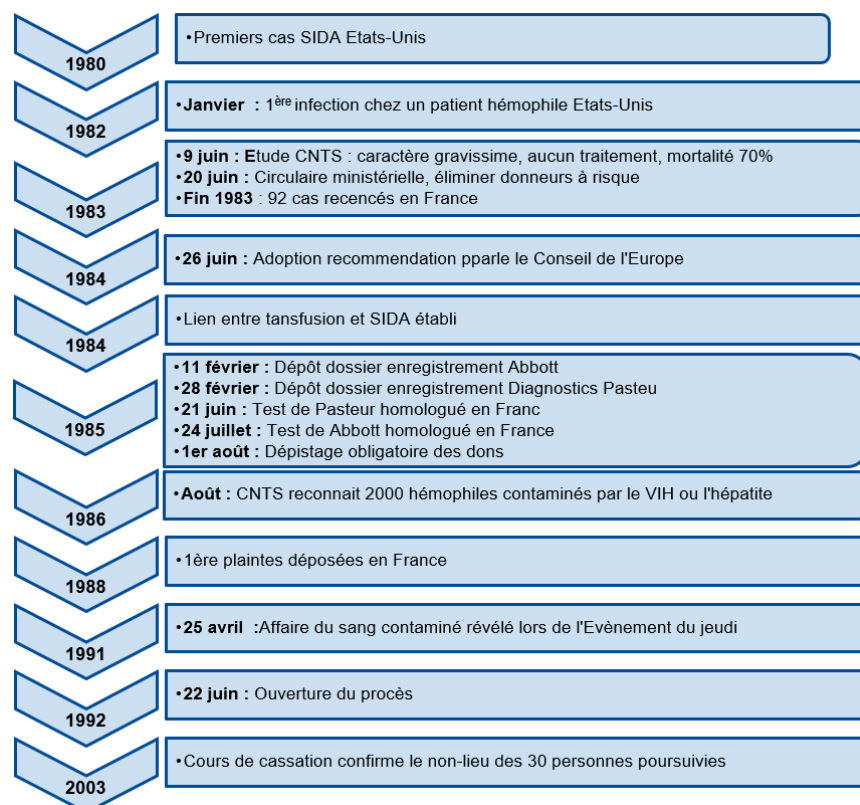 1980
•Premiers cas SIDA Etats-Unis
1982
•Janvier : 1ère infection chez un patient hémophile Etats-Unis
1983
•9 juin : Etude CNTS : caractère gravissime, aucun traitement, mortalité 70%
•20 juin : Circulaire ministérielle, éliminer donneurs à risque
•Fin 1983 : 92 cas recencés en France
1984
•26 juin : Adoption recommendation pparle le Conseil de l'Europe
1984
•Lien entre tansfusion et SIDA établi
1985
•11 février : Dépôt dossier enregistrement Abbott
•28 février : Dépôt dossier enregistrement Diagnostics Pasteu
•21 juin : Test de Pasteur homologué en Franc
•24 juillet : Test de Abbott homologué en France
•1er août : Dépistage obligatoire des dons
1986
•Août : CNTS reconnait 2000 hémophiles contaminés par le VIH ou l'hépatite
1988
•1ère plaintes déposées en France
1991
•25 avril :Affaire du sang contaminé révélé lors de l'Evènement du jeudi
1992
•22 juin : Ouverture du procès
2003
•Cours de cassation confirme le non-lieu des 30 personnes poursuivies